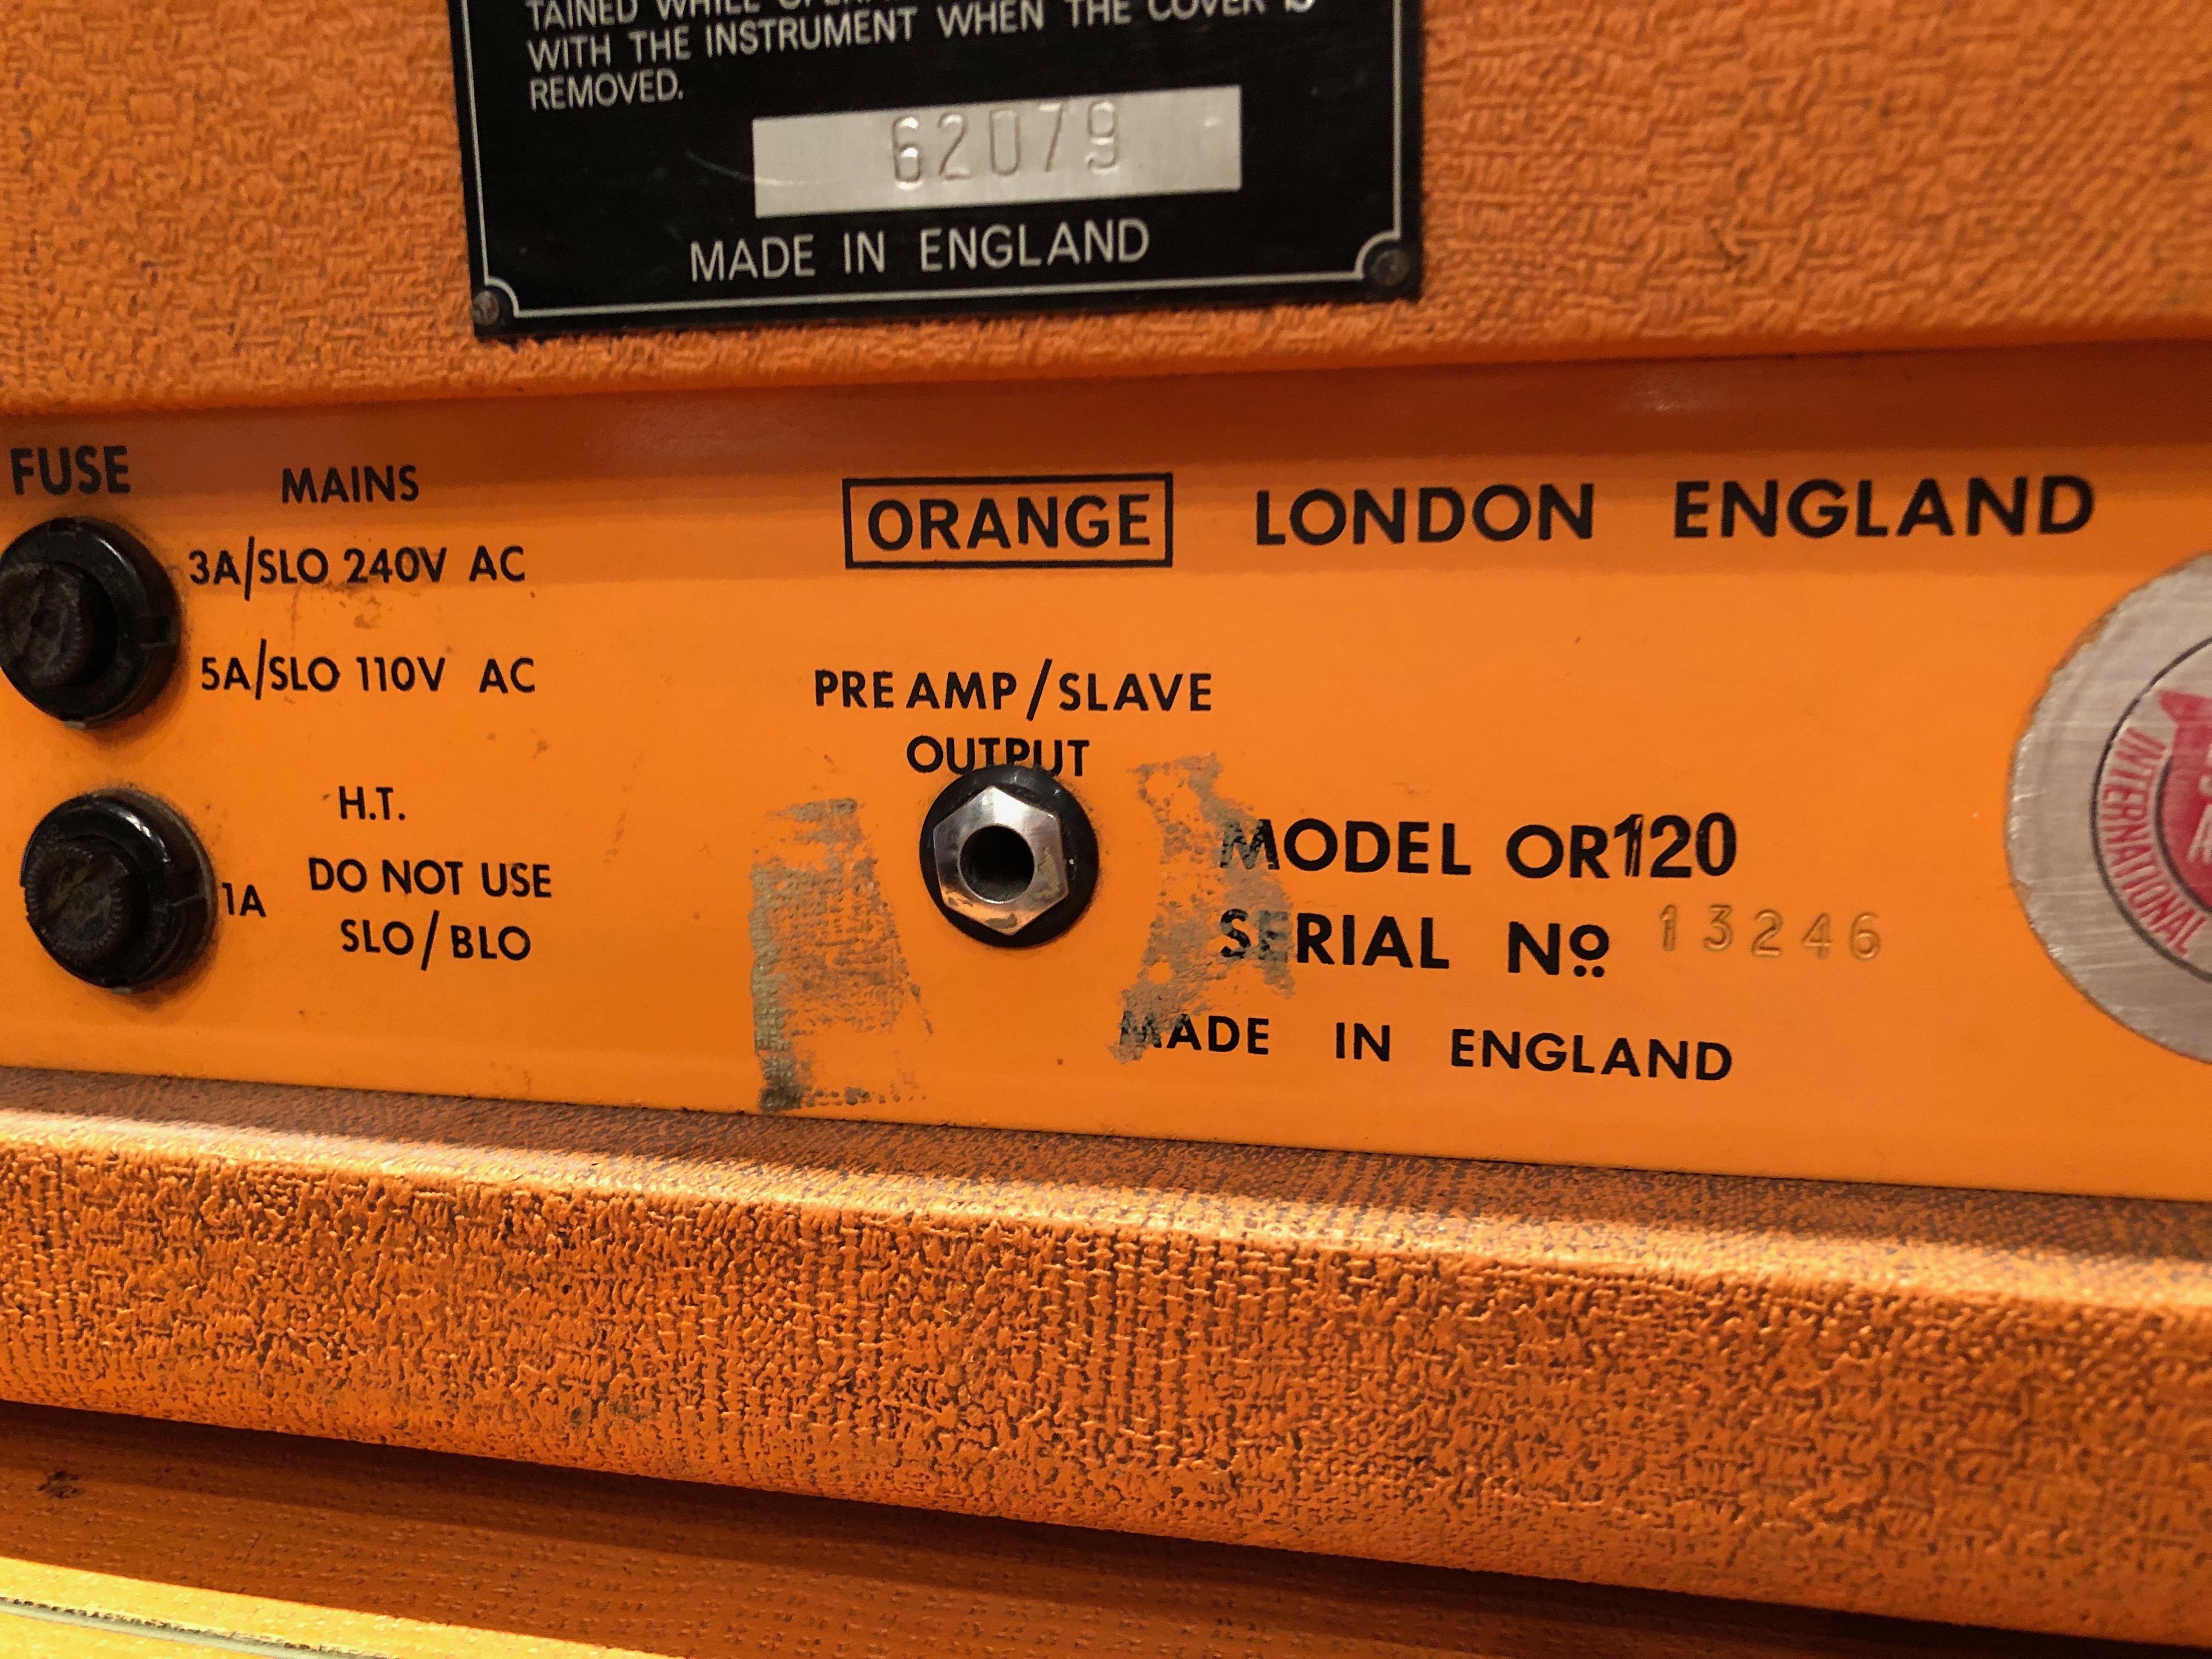 TAINED WHILE
WITH THE INSTRUMENT WHEN THE COVER IS
REMOVED.
62079
MADE IN ENGLAND
FUSE
MAINS
3A/SLO 240V AC
5A/SLO 110V AC
H.T.
1A DO NOT USE
SLO/BLO
ORANGE LONDON ENGLAND
PRE AMP/SLAVE
OUTPUT
MODEL OR120
SERIAL Nº 13246
MADE IN ENGLAND
INTERNATIONAL